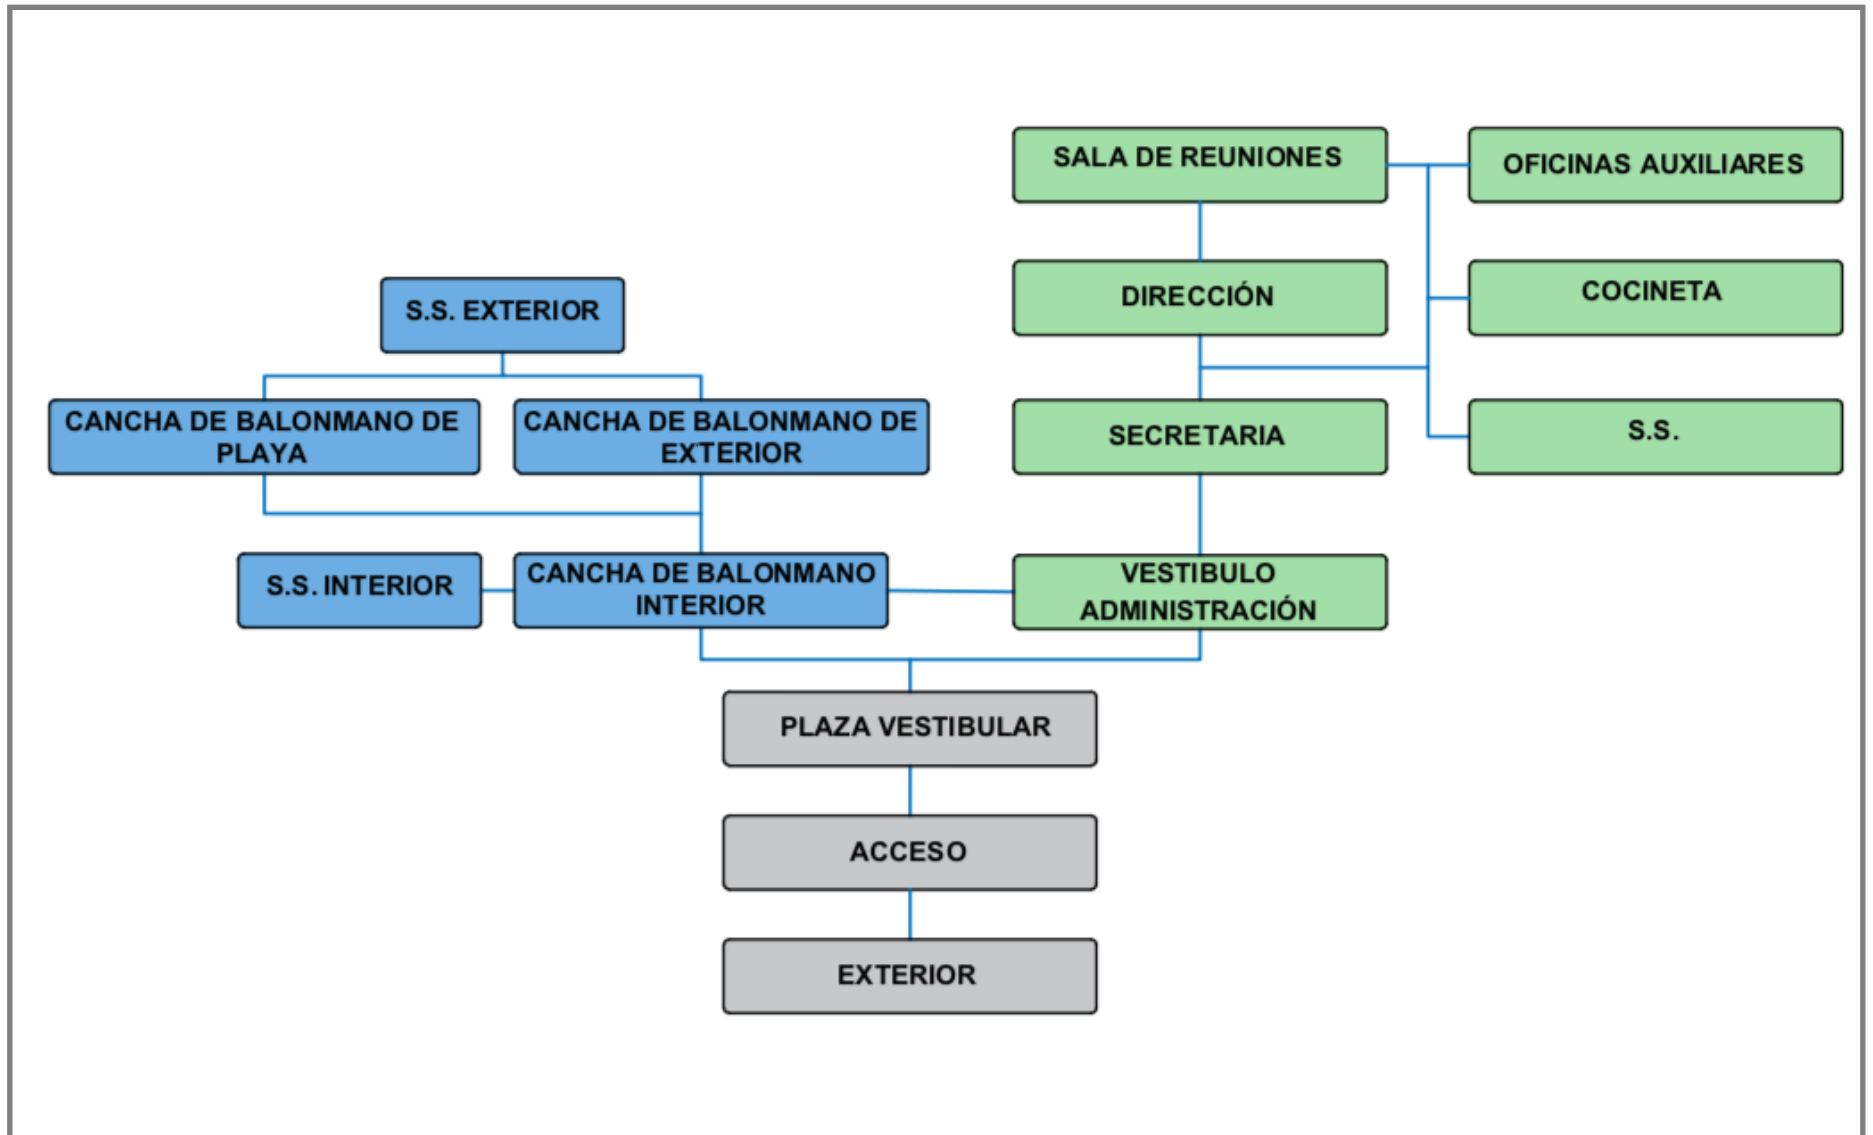 SALA DE REUNIONES
OFICINAS AUXILIARES
DIRECCIÓN
COCINETA
S.S. EXTERIOR
CANCHA DE BALONMANO DE
PLAYA
CANCHA DE BALONMANO DE
EXTERIOR
SECRETARIA
S.S.
S.S. INTERIOR
CANCHA DE BALONMANO
INTERIOR
VESTIBULO
ADMINISTRACIÓN
PLAZA VESTIBULAR
ACCESO
EXTERIOR